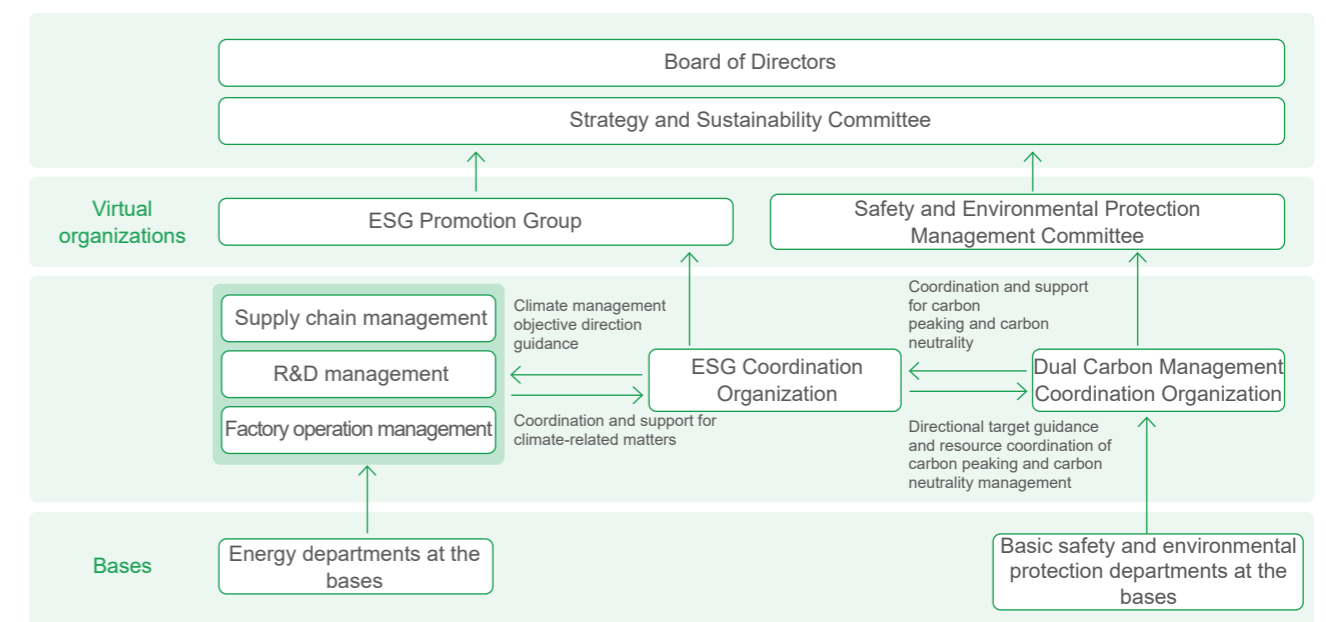 Board of Directors
Strategy and Sustainability Committee
Virtual
organizations
ESG Promotion Group
Safety and Environmental Protection
Management Committee
Supply chain management
R&D management
Factory operation management
Climate management
objective direction
guidance
Coordination and support for
climate-related matters
ESG Coordination
Organization
Coordination and support
for carbon
peaking and carbon
neutrality
Directional target guidance
and resource coordination of
carbon peaking and carbon
neutrality management
Dual Carbon Management
Coordination Organization
Bases
Energy departments at the
bases
Basic safety and environmental
protection departments at the
bases